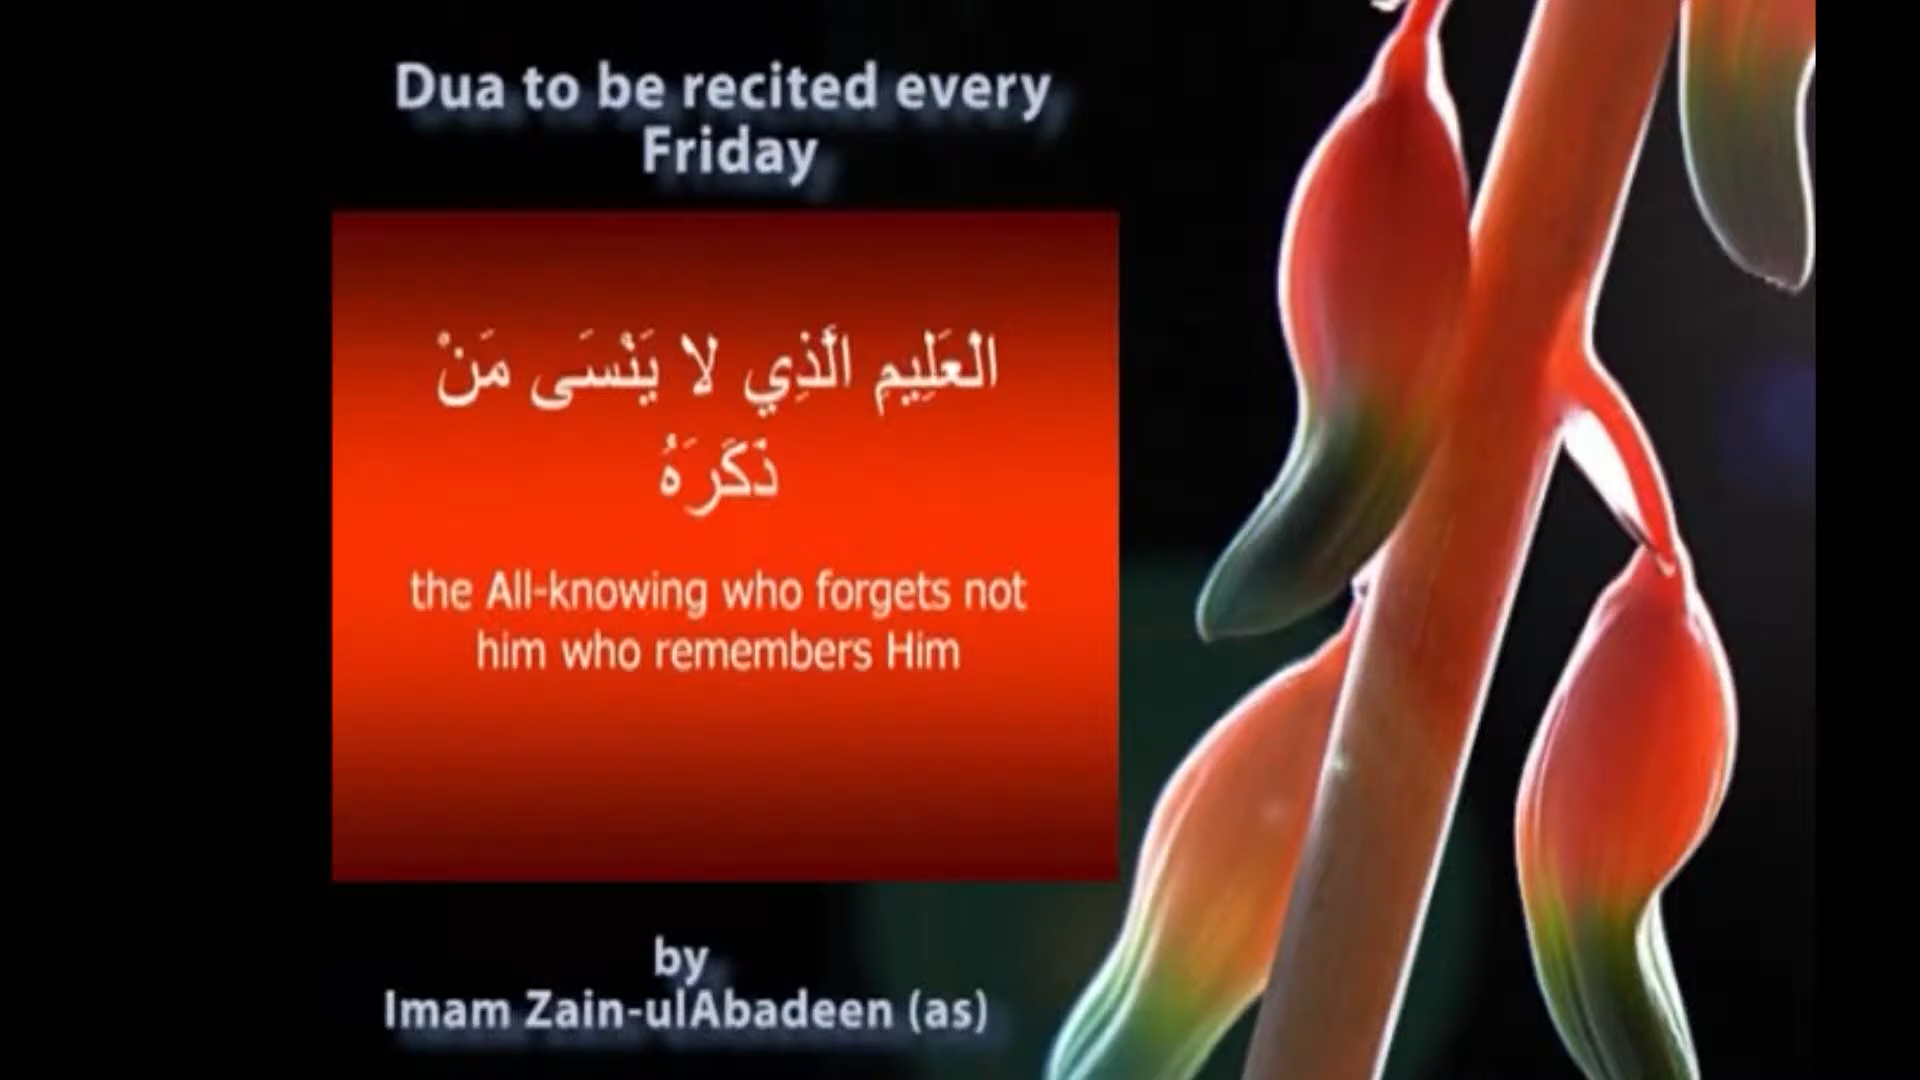 Dua to be recited every
Friday
الْعَلِيمِ الَّذِي لا يَنْسَى مَنْ
ذَكَرَهُ
the All-knowing who forgets not
him who remembers Him
by
Imam Zain-ulAbadeen (as)